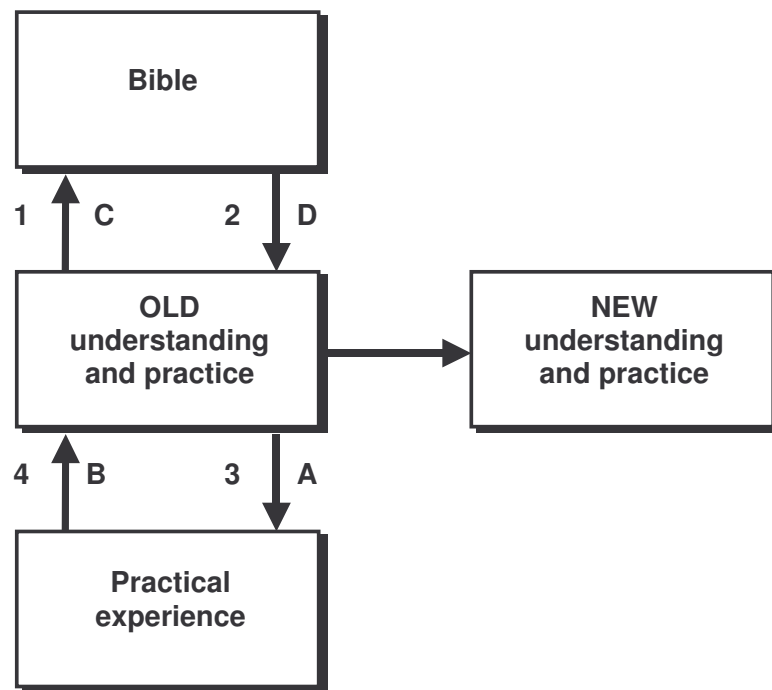 Bible
1 C 2 D
OLD
understanding
and practice
NEW
understanding
and practice
4 B 3 A
Practical
experience